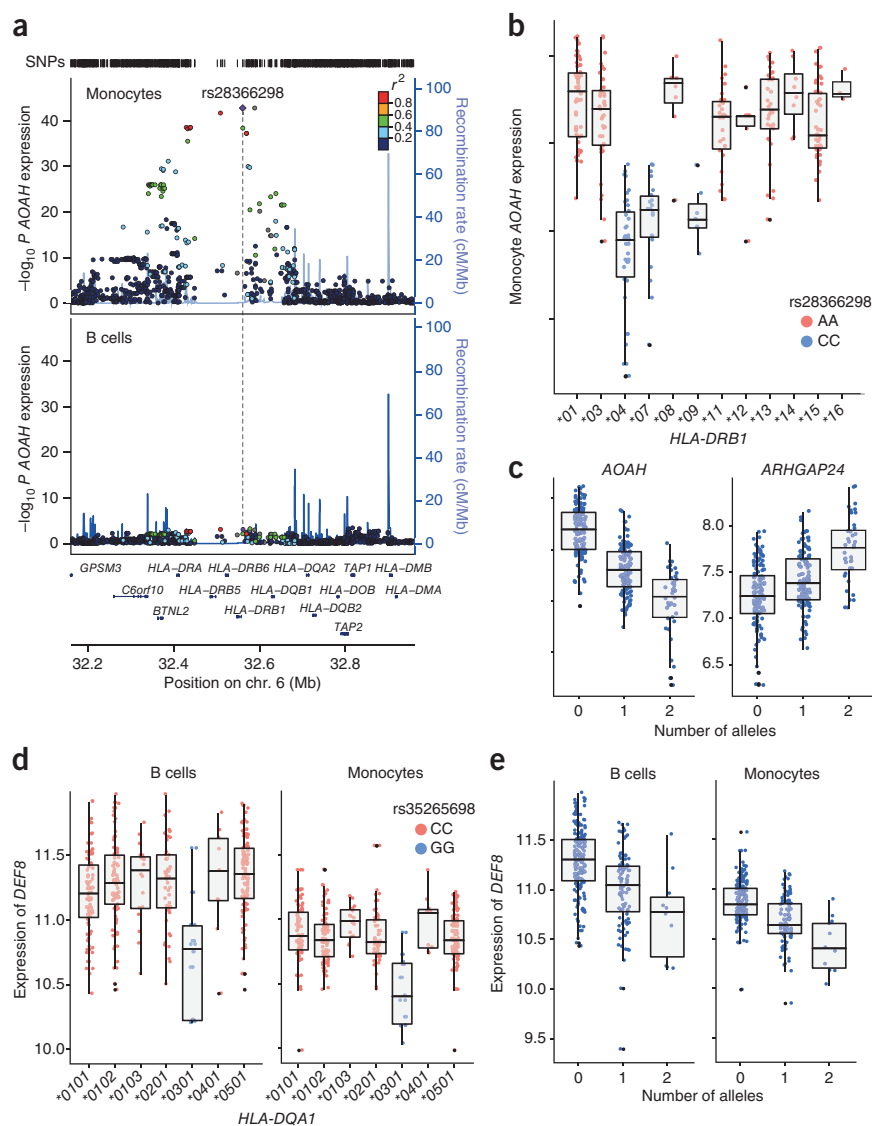 a
SNPs
Monocytes
rs28366298
r2
0.8
0.6
0.4
0.2
40
30
20
10
0
–log10 P AOAH expression
100
80
60
40
20
0
Recombination rate (cM/Mb)
B cells
40
30
20
10
0
–log10 P AOAH expression
100
80
60
40
20
0
Recombination rate (cM/Mb)
GPSM3 HLA–DRA HLA–DRB6 HLA–DQA2 TAP1 HLA–DMB
C6orf10 HLA–DRB5 HLA–DQB1 HLA–DOB HLA–DMA
BTNL2 HLA–DRB1 HLA–DQB2
TAP2
32.2 32.4 32.6 32.8
Position on chr. 6 (Mb)
b
Monocyte AOAH expression
rs28366298
AA
CC
*01 *03 *04 *07 *08 *09 *11 *12 *13 *14 *15 *16
HLA-DRB1
c
AOAH
0 1 2
ARHGAP24
8.0
7.5
7.0
6.5
0 1 2
Number of alleles
d
B cells
Monocytes
rs35265698
CC
GG
Expression of DEF8
11.5
11.0
10.5
10.0
*0101 *0102 *0103 *0201 *0301 *0401 *0501
*0101 *0102 *0103 *0201 *0301 *0401 *0501
HLA-DQA1
e
B cells
Monocytes
Expression of DEF8
11.5
11.0
10.5
10.0
9.5
0 1 2
0 1 2
Number of alleles